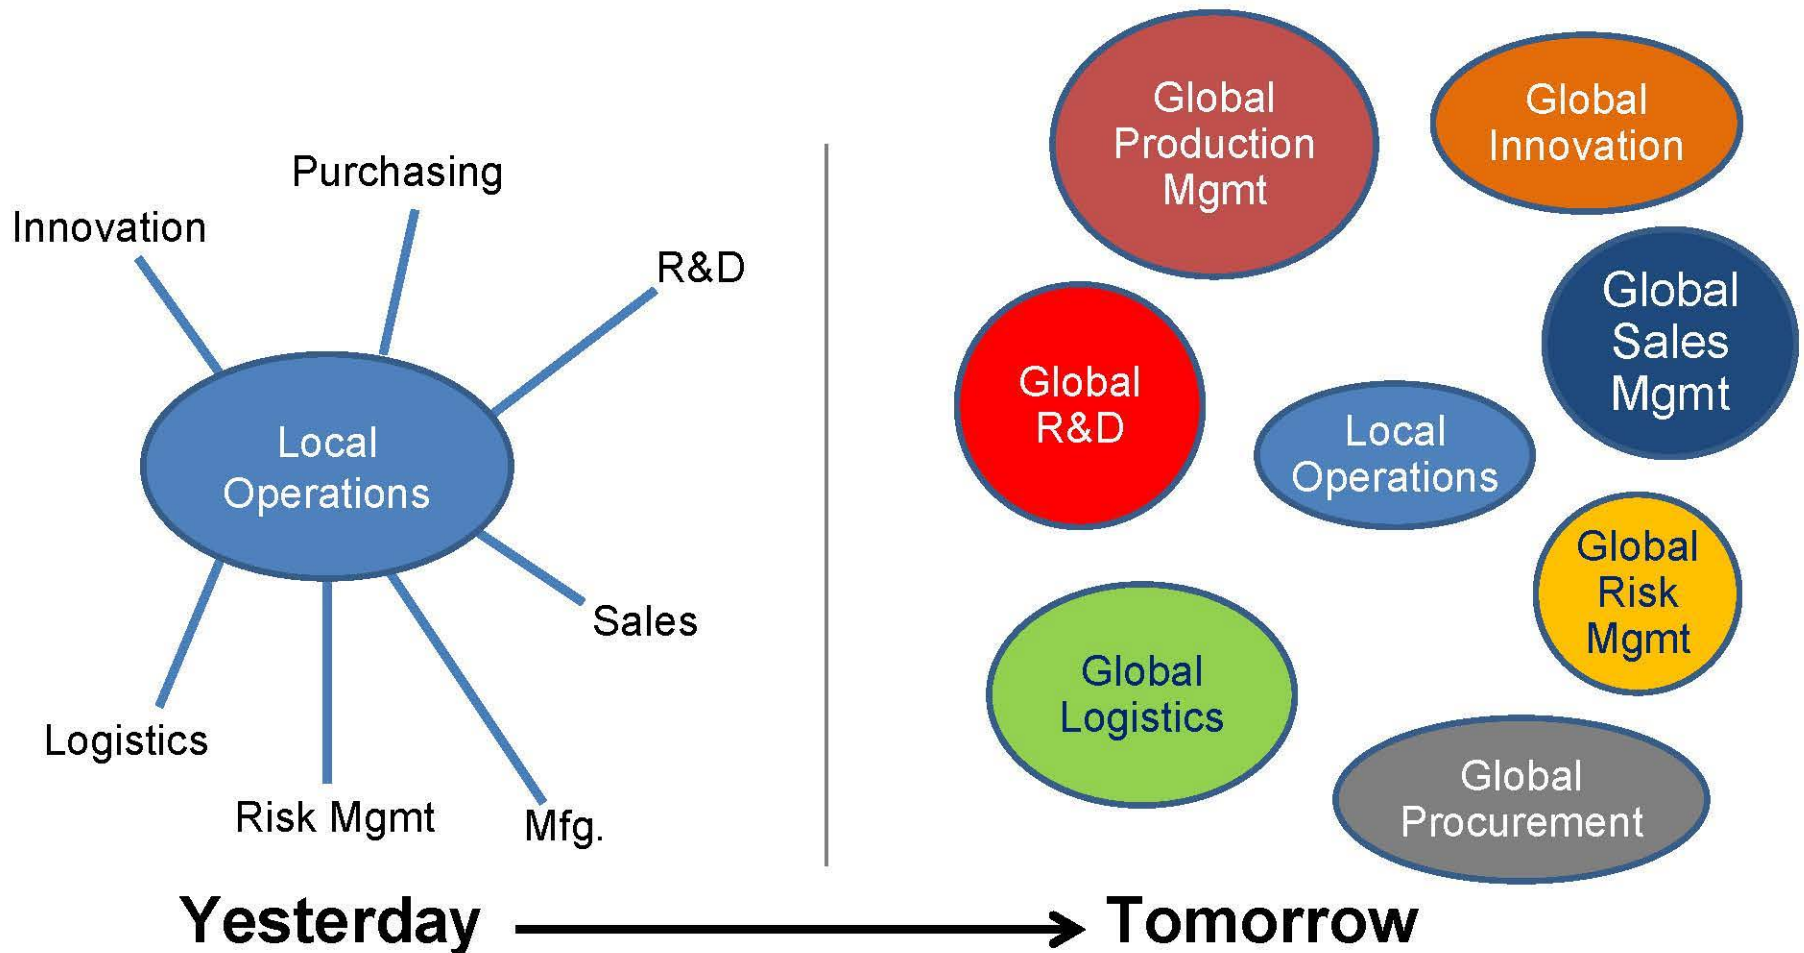 Purchasing
Innovation
R&D
Local
Operations
Sales
Logistics
Risk Mgmt
Mfg.
Yesterday
Global
Production
Mgmt
Global
Innovation
Global
Sales
Mgmt
Global
R&D
Local
Operations
Global
Risk
Mgmt
Global
Logistics
Global
Procurement
Tomorrow